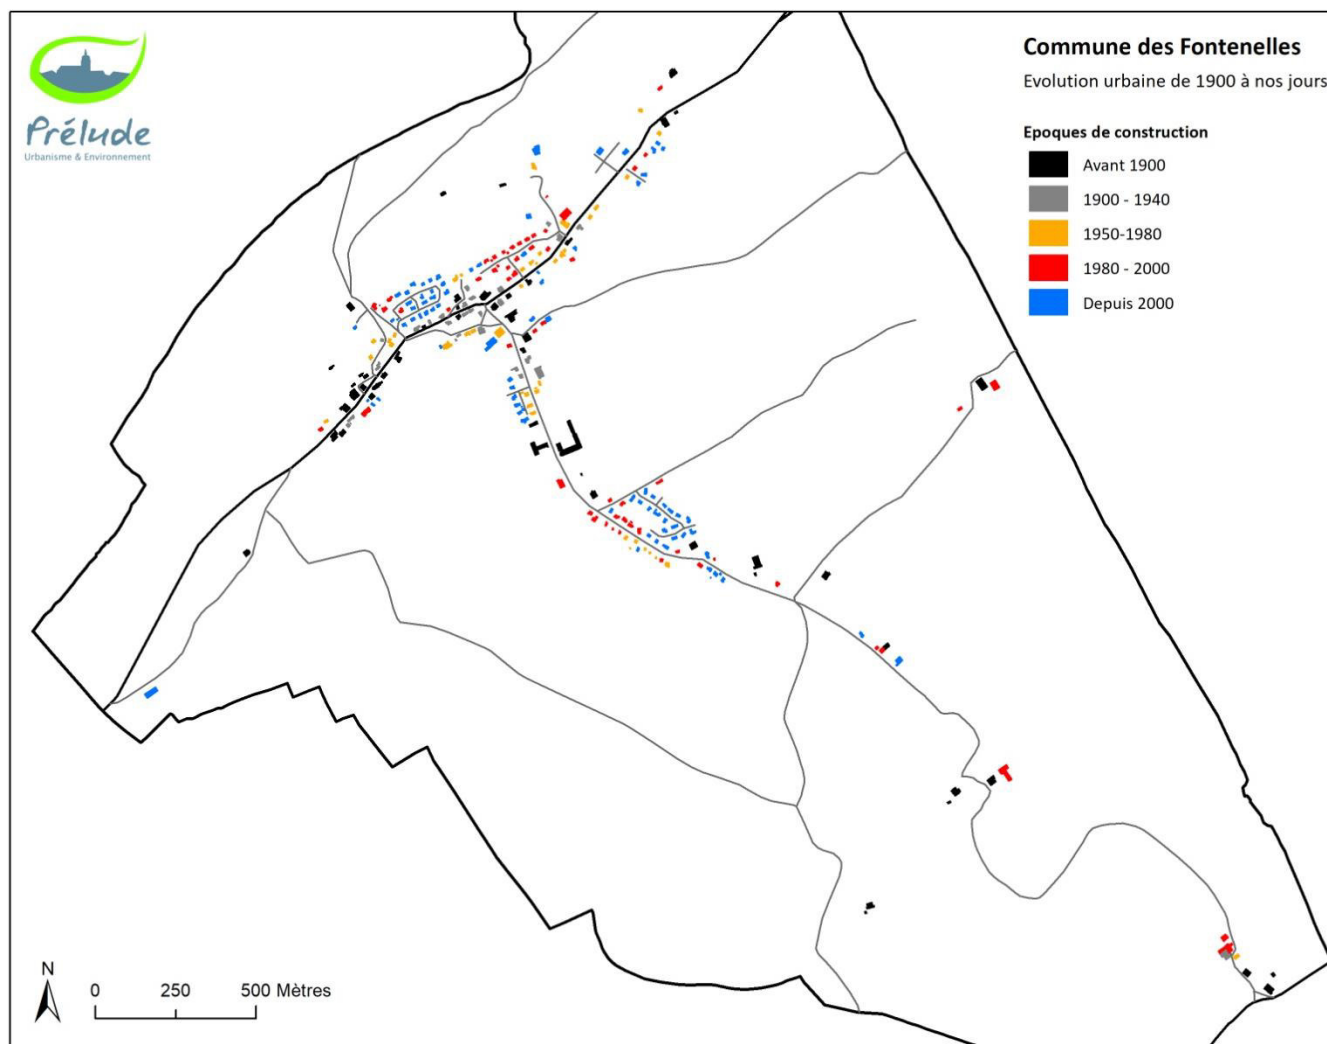 Prélude
Urbanisme & Environnement
Commune des Fontenelles
Evolution urbaine de 1900 à nos jours
Epoques de construction
Avant 1900
1900 - 1940
1950-1980
1980 - 2000
Depuis 2000
N
0 250 500 Mètres